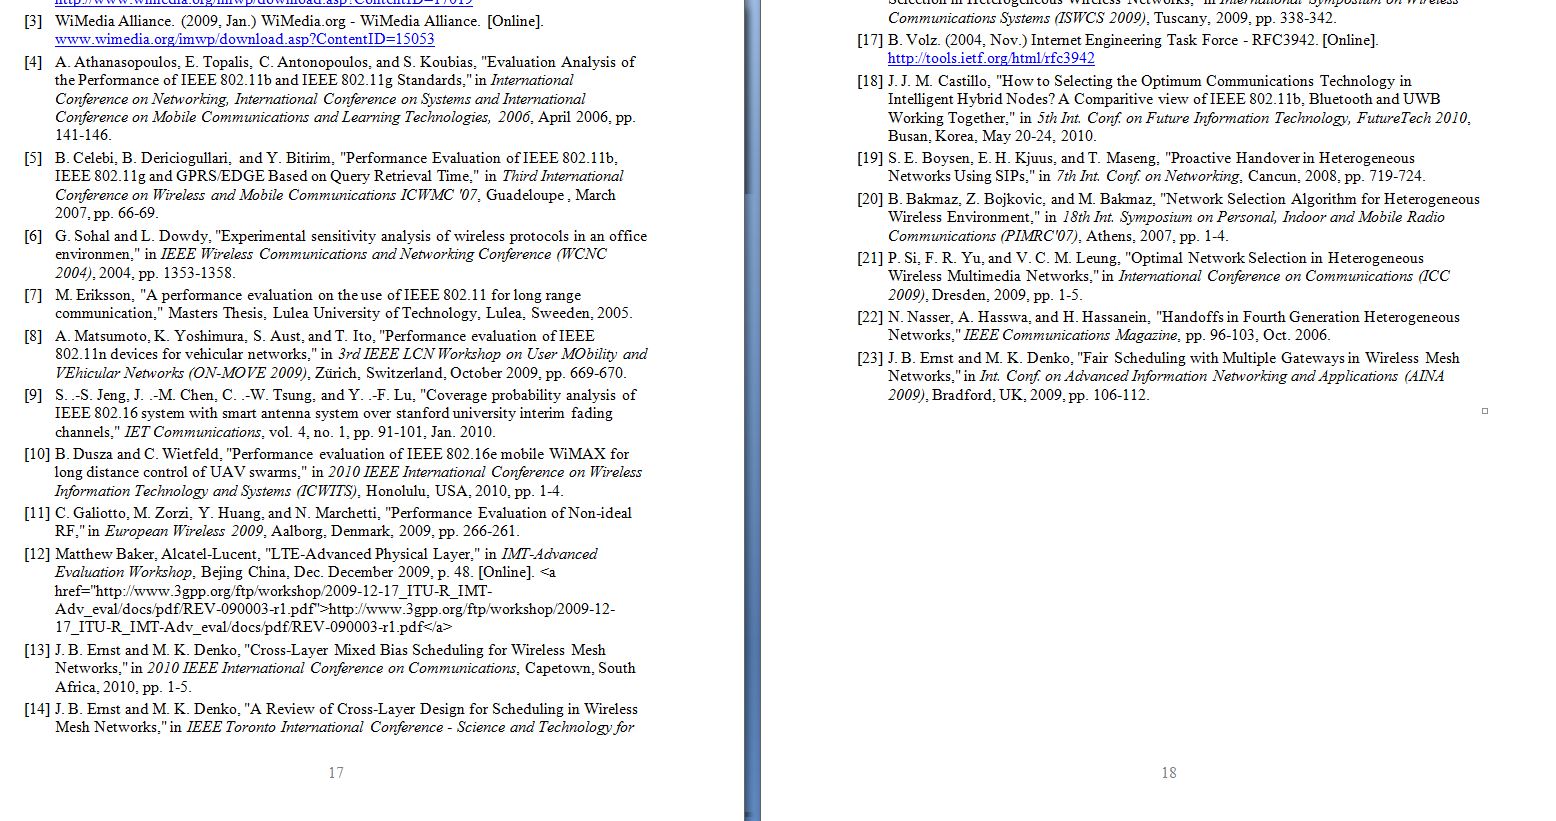 http://www.wimedia.org/imwp/download.asp?ContentID=17019
[3] WiMedia Alliance. (2009, Jan.) WiMedia.org - WiMedia Alliance. [Online].
www.wimedia.org/imwp/download.asp?ContentID=15053
[4] A. Athanasopoulos, E. Topalis, C. Antonopoulos, and S. Koubias, "Evaluation Analysis of
the Performance of IEEE 802.11b and IEEE 802.11g Standards," in International
Conference on Networking, International Conference on Systems and International
Conference on Mobile Communications and Learning Technologies, 2006, April 2006, pp.
141-146.
[5] B. Celebi, B. Dericiogullari, and Y. Bitirim, "Performance Evaluation of IEEE 802.11b,
IEEE 802.11g and GPRS/EDGE Based on Query Retrieval Time," in Third International
Conference on Wireless and Mobile Communications ICWMC '07, Guadeloupe , March
2007, pp. 66-69.
[6] G. Sohal and L. Dowdy, "Experimental sensitivity analysis of wireless protocols in an office
environmen," in IEEE Wireless Communications and Networking Conference (WCNC
2004), 2004, pp. 1353-1358.
[7] M. Eriksson, "A performance evaluation on the use of IEEE 802.11 for long range
communication," Masters Thesis, Lulea University of Technology, Lulea, Sweeden, 2005.
[8] A. Matsumoto, K. Yoshimura, S. Aust, and T. Ito, "Performance evaluation of IEEE
802.11n devices for vehicular networks," in 3rd IEEE LCN Workshop on User MObility and
VEhicular Networks (ON-MOVE 2009), Zürich, Switzerland, October 2009, pp. 669-670.
[9] S. .-S. Jeng, J. .-M. Chen, C. .-W. Tsung, and Y. .-F. Lu, "Coverage probability analysis of
IEEE 802.16 system with smart antenna system over stanford university interim fading
channels," IET Communications, vol. 4, no. 1, pp. 91-101, Jan. 2010.
[10] B. Dusza and C. Wietfeld, "Performance evaluation of IEEE 802.16e mobile WiMAX for
long distance control of UAV swarms," in 2010 IEEE International Conference on Wireless
Information Technology and Systems (ICWITS), Honolulu, USA, 2010, pp. 1-4.
[11] C. Galiotto, M. Zorzi, Y. Huang, and N. Marchetti, "Performance Evaluation of Non-ideal
RF," in European Wireless 2009, Aalborg, Denmark, 2009, pp. 266-261.
[12] Matthew Baker, Alcatel-Lucent, "LTE-Advanced Physical Layer," in IMT-Advanced
Evaluation Workshop, Bejing China, Dec. December 2009, p. 48. [Online]. <a
href="http://www.3gpp.org/ftp/workshop/2009-12-17_ITU-R_IMT-
Adv_eval/docs/pdf/REV-090003-r1.pdf">http://www.3gpp.org/ftp/workshop/2009-12-
17_ITU-R_IMT-Adv_eval/docs/pdf/REV-090003-r1.pdf</a>
[13] J. B. Ernst and M. K. Denko, "Cross-Layer Mixed Bias Scheduling for Wireless Mesh
Networks," in 2010 IEEE International Conference on Communications, Capetown, South
Africa, 2010, pp. 1-5.
[14] J. B. Ernst and M. K. Denko, "A Review of Cross-Layer Design for Scheduling in Wireless
Mesh Networks," in IEEE Toronto International Conference - Science and Technology for
17
Selection in Heterogeneous Wireless Networks," in International Symposium on Wireless
Communications Systems (ISWCS 2009), Tuscany, 2009, pp. 338-342.
[17] B. Volz. (2004, Nov.) Internet Engineering Task Force - RFC3942. [Online].
http://tools.ietf.org/html/rfc3942
[18] J. J. M. Castillo, "How to Selecting the Optimum Communications Technology in
Intelligent Hybrid Nodes? A Comparitive view of IEEE 802.11b, Bluetooth and UWB
Working Together," in 5th Int. Conf. on Future Information Technology, FutureTech 2010,
Busan, Korea, May 20-24, 2010.
[19] S. E. Boysen, E. H. Kjuus, and T. Maseng, "Proactive Handover in Heterogeneous
Networks Using SIPs," in 7th Int. Conf. on Networking, Cancun, 2008, pp. 719-724.
[20] B. Bakmaz, Z. Bojkovic, and M. Bakmaz, "Network Selection Algorithm for Heterogeneous
Wireless Environment," in 18th Int. Symposium on Personal, Indoor and Mobile Radio
Communications (PIMRC'07), Athens, 2007, pp. 1-4.
[21] P. Si, F. R. Yu, and V. C. M. Leung, "Optimal Network Selection in Heterogeneous
Wireless Multimedia Networks," in International Conference on Communications (ICC
2009), Dresden, 2009, pp. 1-5.
[22] N. Nasser, A. Hasswa, and H. Hassanein, "Handoffs in Fourth Generation Heterogeneous
Networks," IEEE Communications Magazine, pp. 96-103, Oct. 2006.
[23] J. B. Ernst and M. K. Denko, "Fair Scheduling with Multiple Gateways in Wireless Mesh
Networks," in Int. Conf. on Advanced Information Networking and Applications (AINA
2009), Bradford, UK, 2009, pp. 106-112.
18